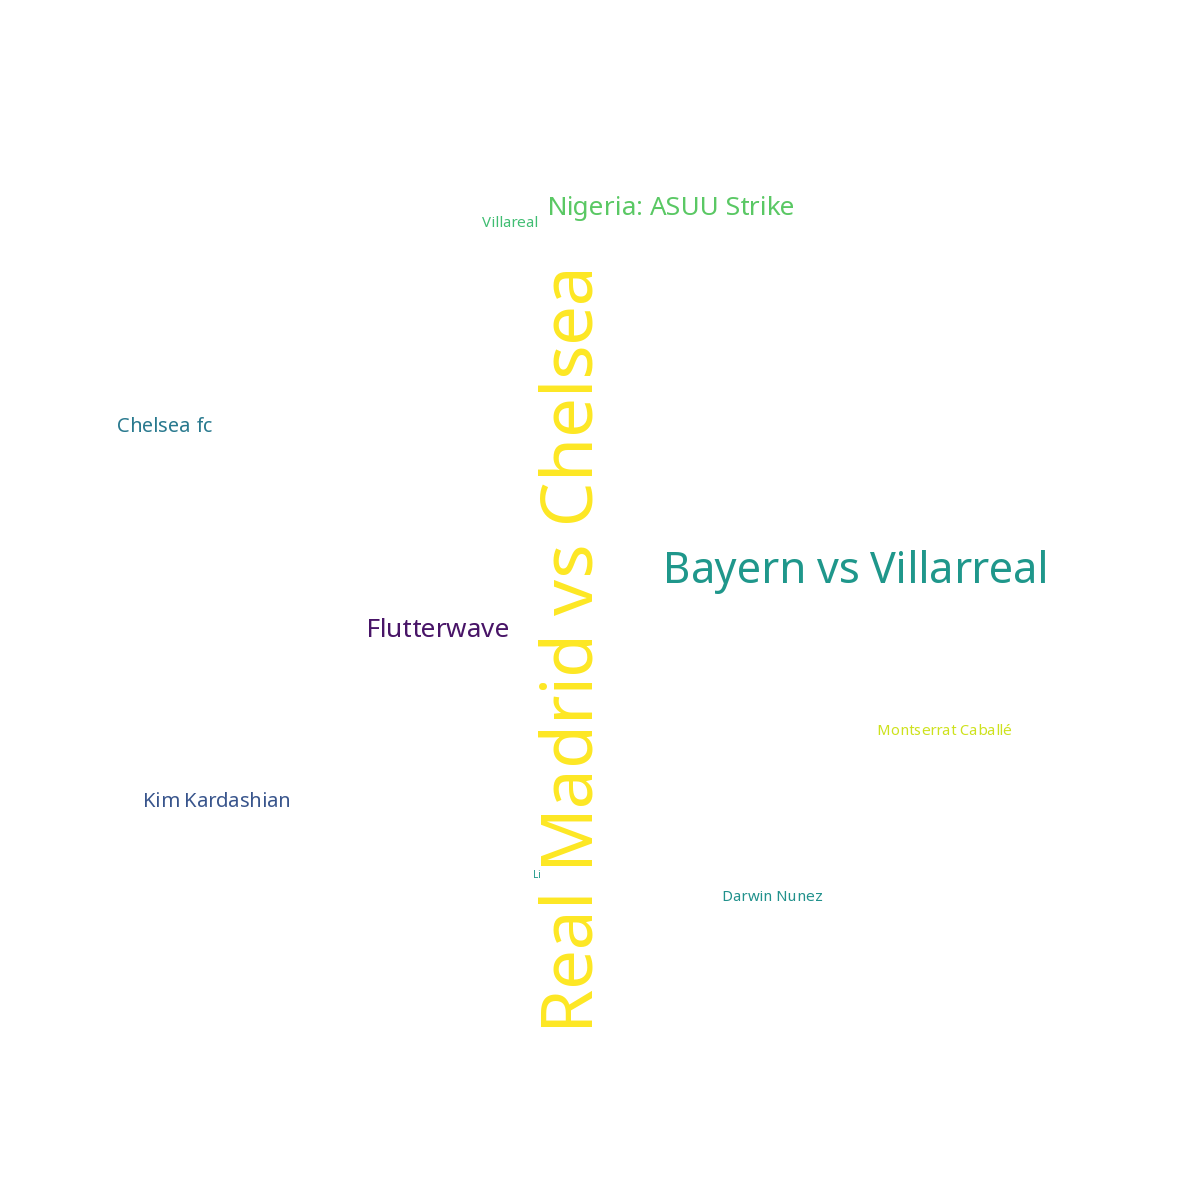 Nigeria: ASUU Strike
Villareal
Real Madrid vs Chelsea
Chelsea fc
Bayern vs Villarreal
Flutterwave
Montserrat Caballé
Kim Kardashian
Li
Darwin Nunez